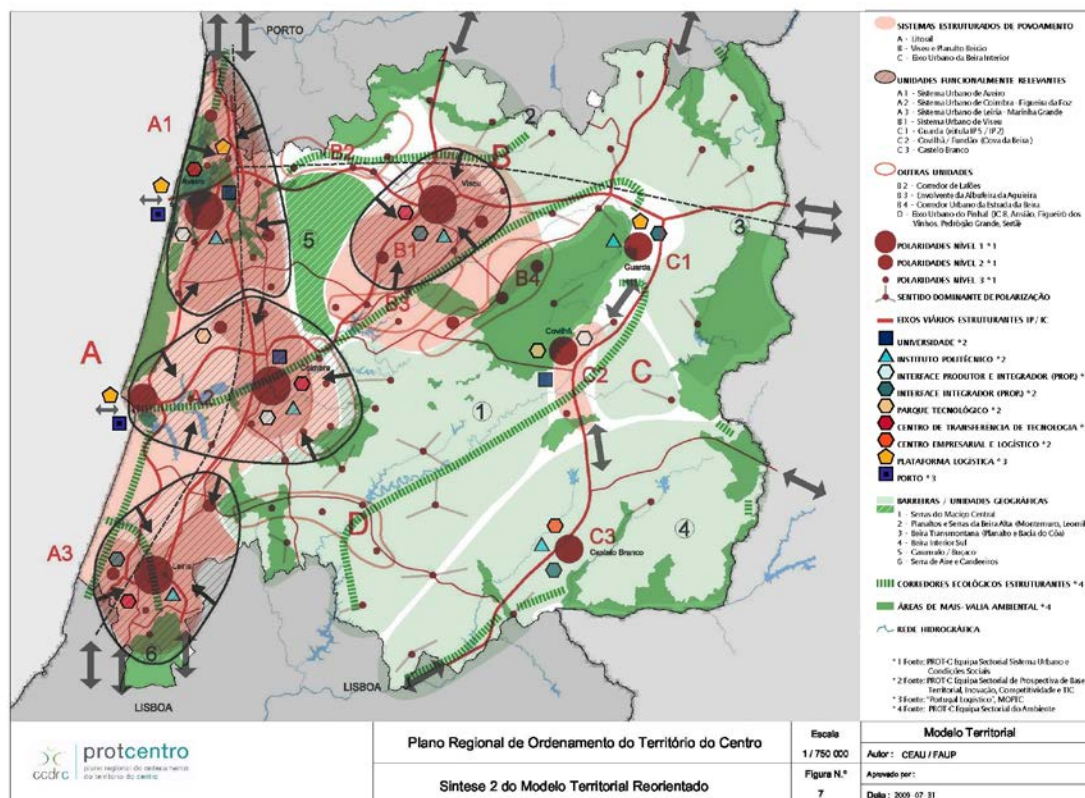 PORTO
A1
Aveiro
B2
B
2
Viseu
5
B1
3
C1
Guarda
B4
B3
Covilhã
C2
C
A
A2
Coimbra
1
D
A3
Leiria
C3
Castelo Branco
4
6
LISBOA
LISBOA
SISTEMAS ESTRUTURADOS DE POVOAMENTO
A - Litoral
B - Viseu e Planalto Beirão
C - Eixo Urbano da Beira Interior
UNIDADES FUNCIONALMENTE RELEVANTES
A 1 - Sistema Urbano de Aveiro
A 2 - Sistema Urbano de Coimbra - Figueira da Foz
A 3 - Sistema Urbano de Leiria - Marinha Grande
B 1 - Sistema Urbano de Viseu
C 1 - Guarda (rótula IP5 / IP2)
C 2 - Covilhã / Fundão (Cova da Beira)
C 3 - Castelo Branco
OUTRAS UNIDADES
B 2 - Corredor de Lafões
B 3 - Envolvente da Albufeira da Aguieira
B 4 - Corredor Urbano da Estrada da Beira
D - Eixo Urbano do Pinhal (IC 8, Ansião, Figueiró dos
Vinhos, Pedrógão Grande, Sertã)
POLARIDADES NÍVEL 1 *1
POLARIDADES NÍVEL 2 *1
POLARIDADES NÍVEL 3 *1
SENTIDO DOMINANTE DE POLARIZAÇÃO
EIXOS VIÁRIOS ESTRUTURANTES IP / IC
UNIVERSIDADE *2
INSTITUTO POLITÉCNICO *2
INTERFACE PRODUTOR E INTEGRADOR (PROP.) *
INTERFACE INTEGRADOR (PROP.) *2
PARQUE TECNOLÓGICO *2
CENTRO DE TRANSFERÊNCIA DE TECNOLOGIA *
CENTRO EMPRESARIAL E LOGÍSTICO *2
PLATAFORMA LOGÍSTICA *3
PORTO *3
BARREIRAS / UNIDADES GEOGRÁFICAS
1 - Serras do Maciço Central
2 - Planaltos e Serras da Beira Alta (Montemuro, Leomil
3 - Beira Transmontana (Planalto e Bacia do Côa)
4 - Beira Interior Sul
5 - Caramulo / Buçaco
6 - Serra de Aire e Candeeiros
CORREDORES ECOLÓGICOS ESTRUTURANTES *4
ÁREAS DE MAIS-VALIA AMBIENTAL *4
REDE HIDROGRÁFICA
*1 Fonte: PROT-C Equipa Sectorial Sistema Urbano e
Condições Sociais
*2 Fonte: PROT-C Equipa Sectorial de Prospectiva de Base
Territorial, Inovação, Competitividade e TIC
*3 Fonte: "Portugal Logístico", MOPTC
*4 Fonte: PROT-C Equipa Sectorial do Ambiente
ccdrc
protcentro
plano regional de ordenamento
do território do centro
Plano Regional de Ordenamento do Território do Centro
Síntese 2 do Modelo Territorial Reorientado
Escala
1 / 750 000
Figura N.º
7
Modelo Territorial
Autor : CEAU / FAUP
Aprovado por :
Data : 2009-07-31